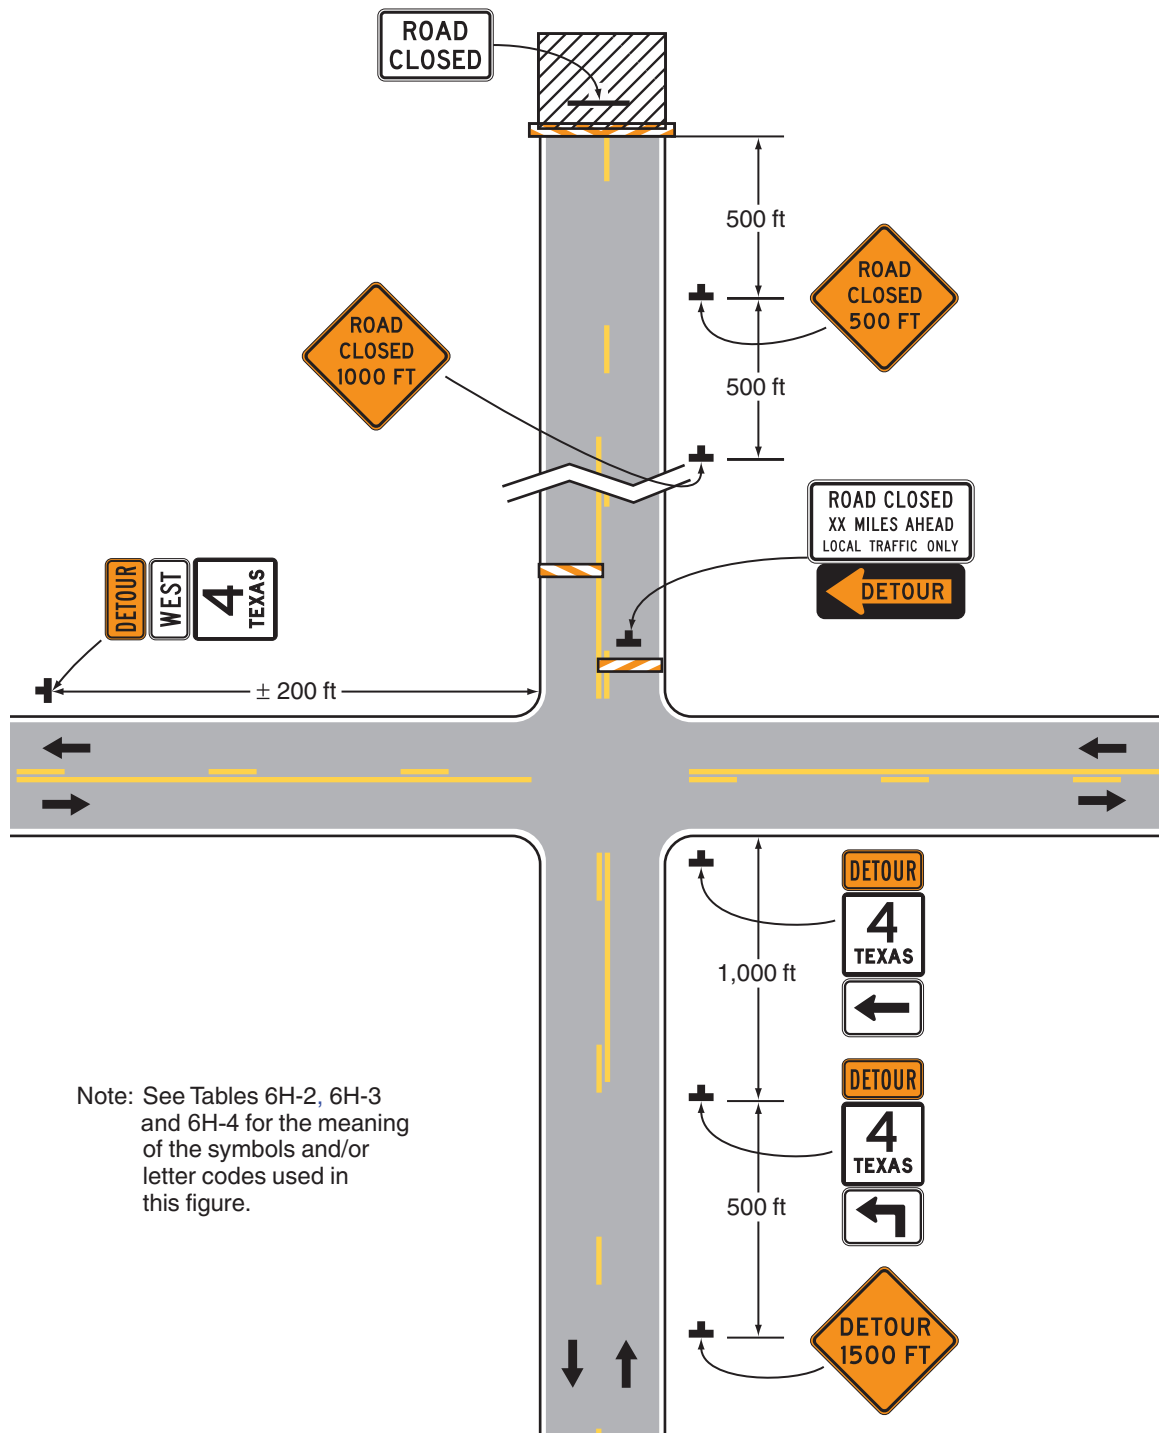 ROAD
CLOSED
500 ft
ROAD
CLOSED
500 FT
ROAD
CLOSED
1000 FT
500 ft
ROAD CLOSED
XX MILES AHEAD
LOCAL TRAFFIC ONLY
DETOUR
DETOUR
WEST
4
TEXAS
± 200 ft
DETOUR
4
TEXAS
1,000 ft
DETOUR
4
TEXAS
Note: See Tables 6H-2, 6H-3
and 6H-4 for the meaning
of the symbols and/or
letter codes used in
this figure.
500 ft
DETOUR
1500 FT